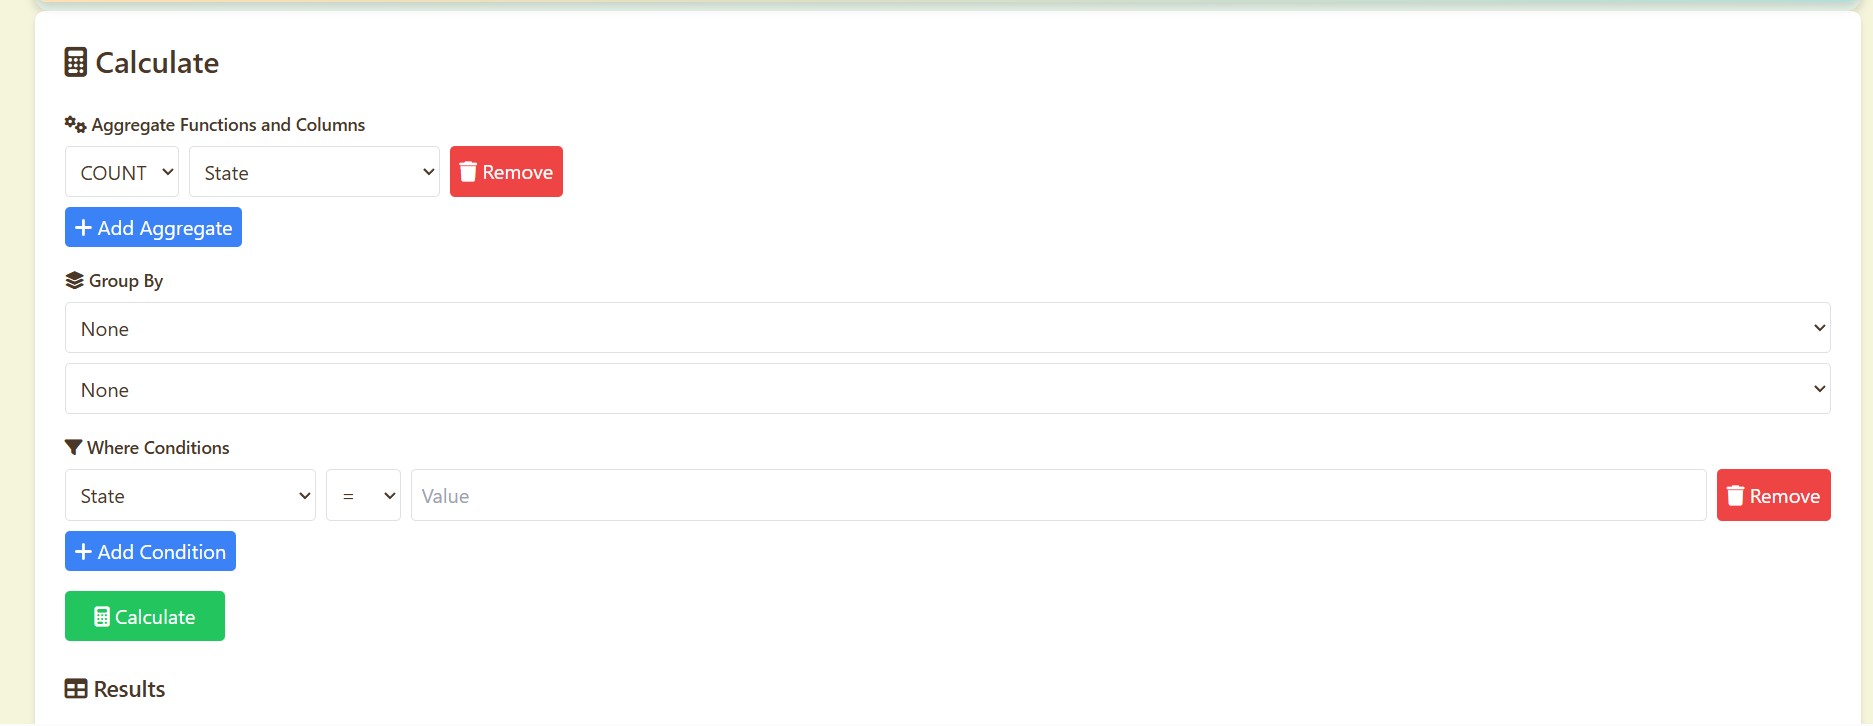 Calculate
Aggregate Functions and Columns
COUNT State Remove
+ Add Aggregate
Group By
None
None
Where Conditions
State = Value Remove
+ Add Condition
Calculate
Results